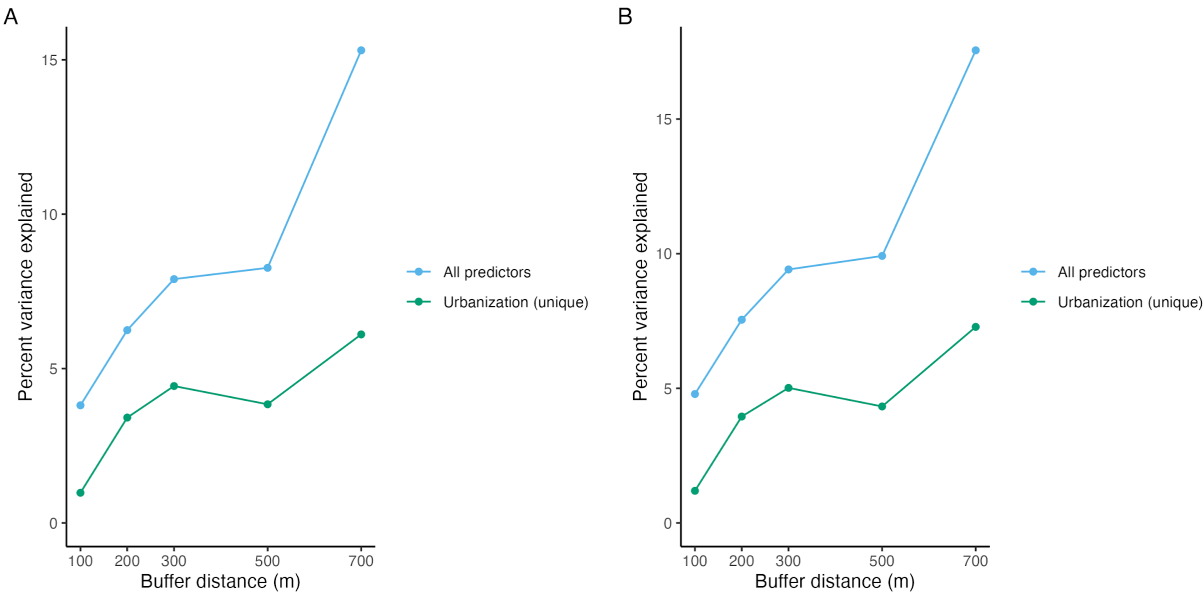 A
Percent variance explained
15
10
5
0
100 200 300 500 700
Buffer distance (m)
All predictors
Urbanization (unique)
B
Percent variance explained
15
10
5
0
100 200 300 500 700
Buffer distance (m)
All predictors
Urbanization (unique)